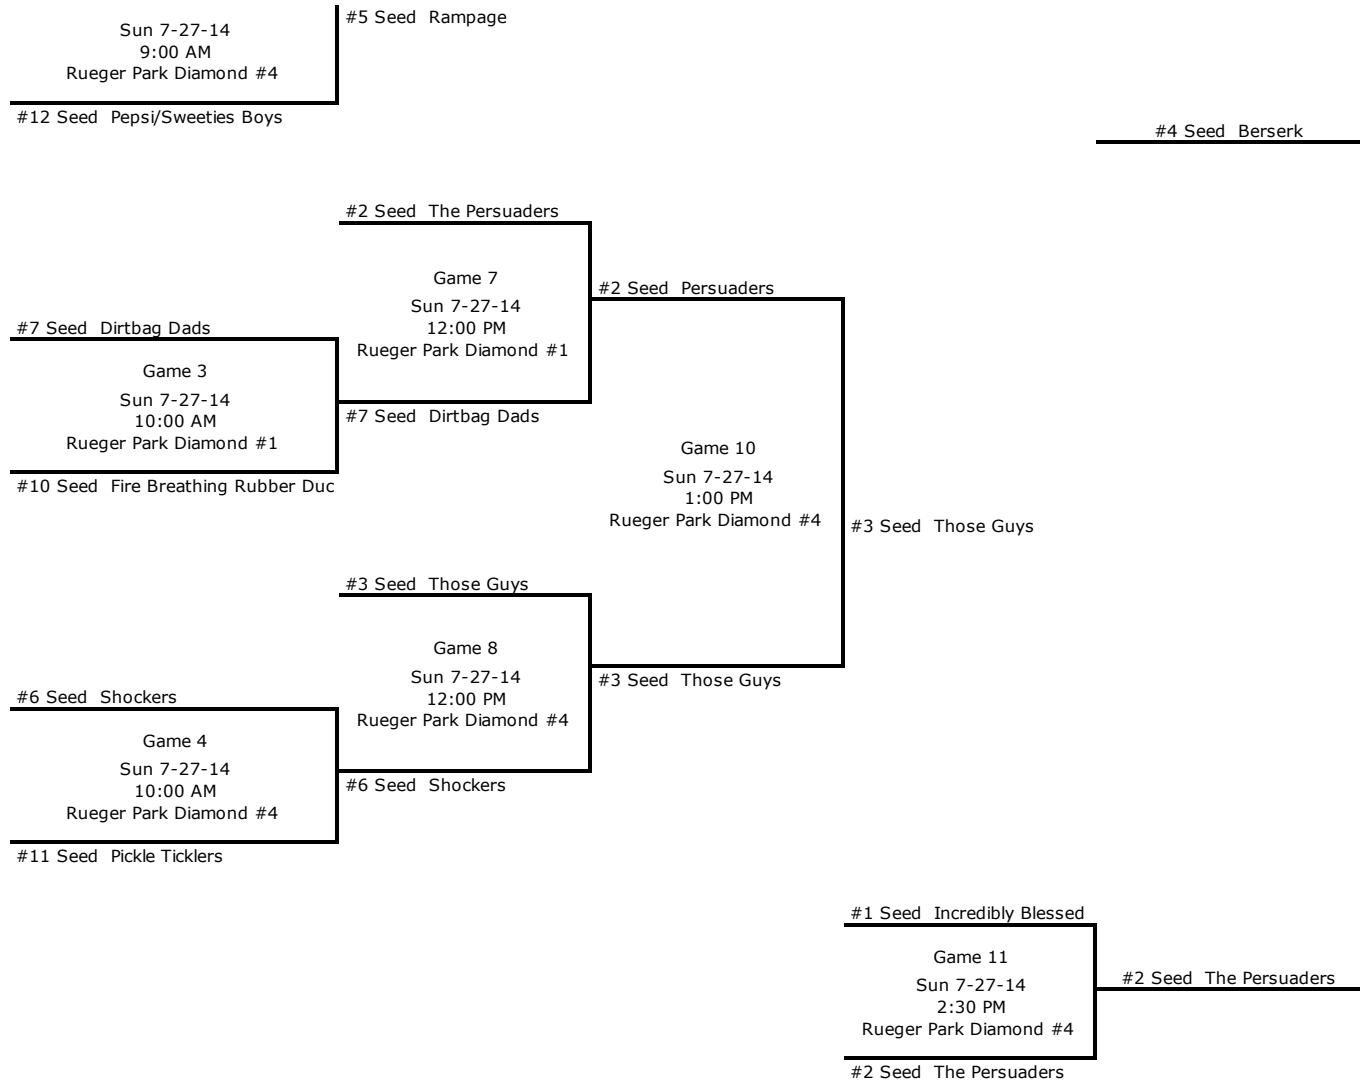 #5 Seed  Rampage
Sun 7-27-14
9:00 AM
Rueger Park Diamond #4
#12 Seed  Pepsi/Sweeties Boys
#4 Seed  Berserk
#2 Seed  The Persuaders
Game 7
Sun 7-27-14
12:00 PM
Rueger Park Diamond #1
#2 Seed  Persuaders
#7 Seed  Dirtbag Dads
Game 3
Sun 7-27-14
10:00 AM
Rueger Park Diamond #1
#7 Seed  Dirtbag Dads
#10 Seed  Fire Breathing Rubber Duc
Game 10
Sun 7-27-14
1:00 PM
Rueger Park Diamond #4
#3 Seed  Those Guys
#3 Seed  Those Guys
Game 8
Sun 7-27-14
12:00 PM
Rueger Park Diamond #4
#3 Seed  Those Guys
#6 Seed  Shockers
Game 4
Sun 7-27-14
10:00 AM
Rueger Park Diamond #4
#6 Seed  Shockers
#11 Seed  Pickle Ticklers
#1 Seed  Incredibly Blessed
Game 11
Sun 7-27-14
2:30 PM
Rueger Park Diamond #4
#2 Seed  The Persuaders
#2 Seed  The Persuaders